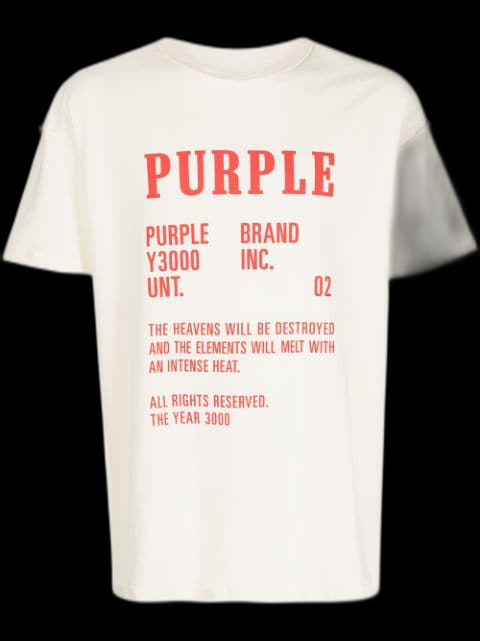 PURPLE
PURPLE BRAND
Y3000 INC.
UNT. 02
THE HEAVENS WILL BE DESTROYED
AND THE ELEMENTS WILL MELT WITH
AN INTENSE HEAT.
ALL RIGHTS RESERVED.
THE YEAR 3000